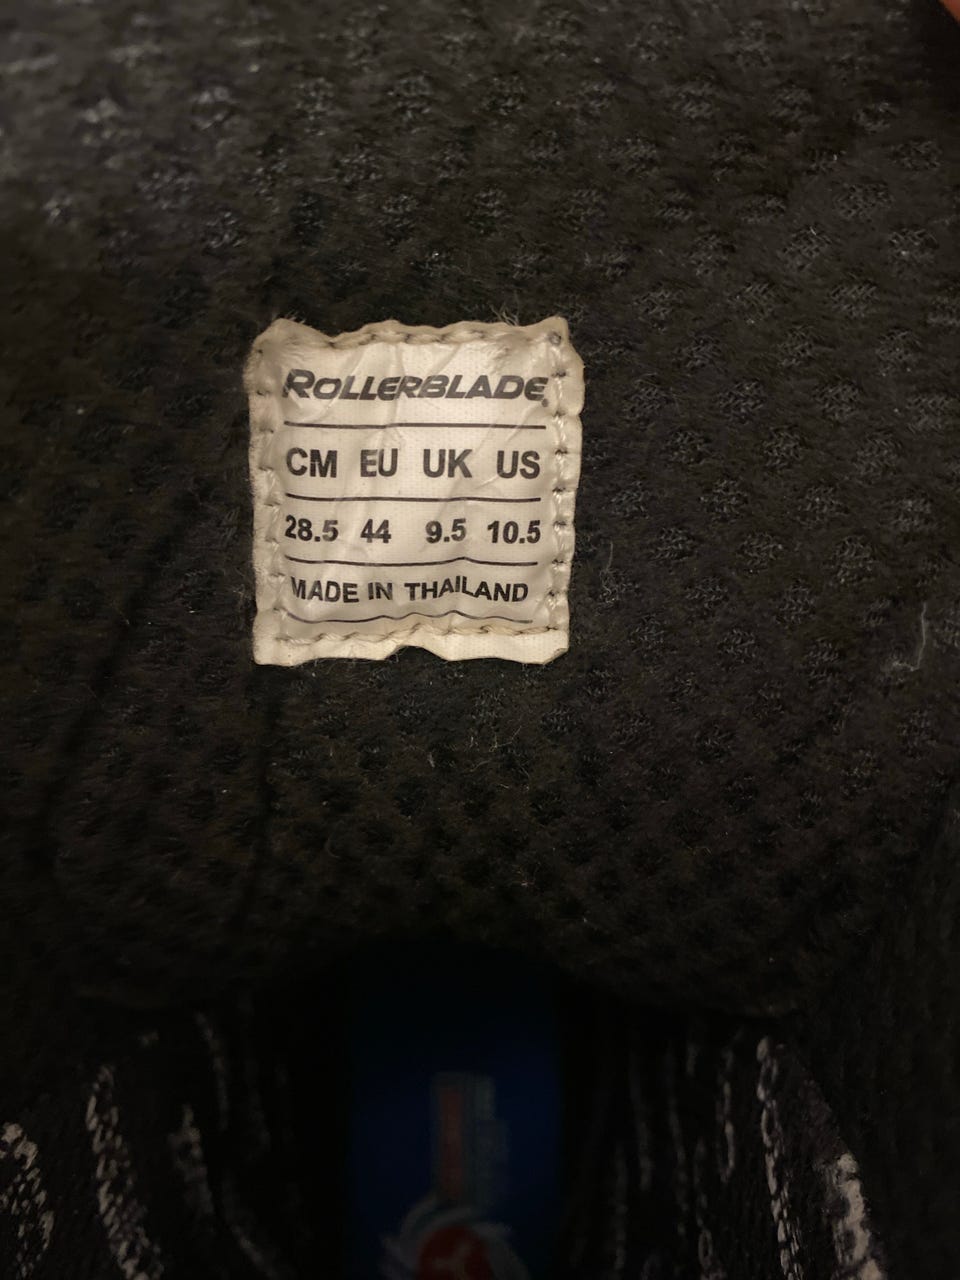 ROLLERBLADE®
CM EU UK US
28.5 44 9.5 10.5
MADE IN THAILAND